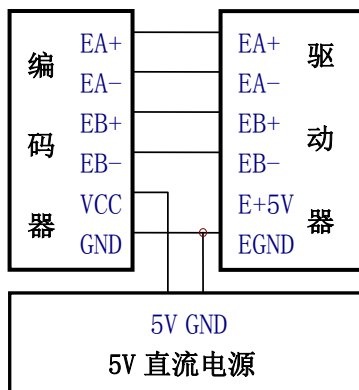 编码器
EA+
EA-
EB+
EB-
VCC
GND
驱动器
EA+
EA-
EB+
EB-
E+5V
EGND
5V GND
5V 直流电源